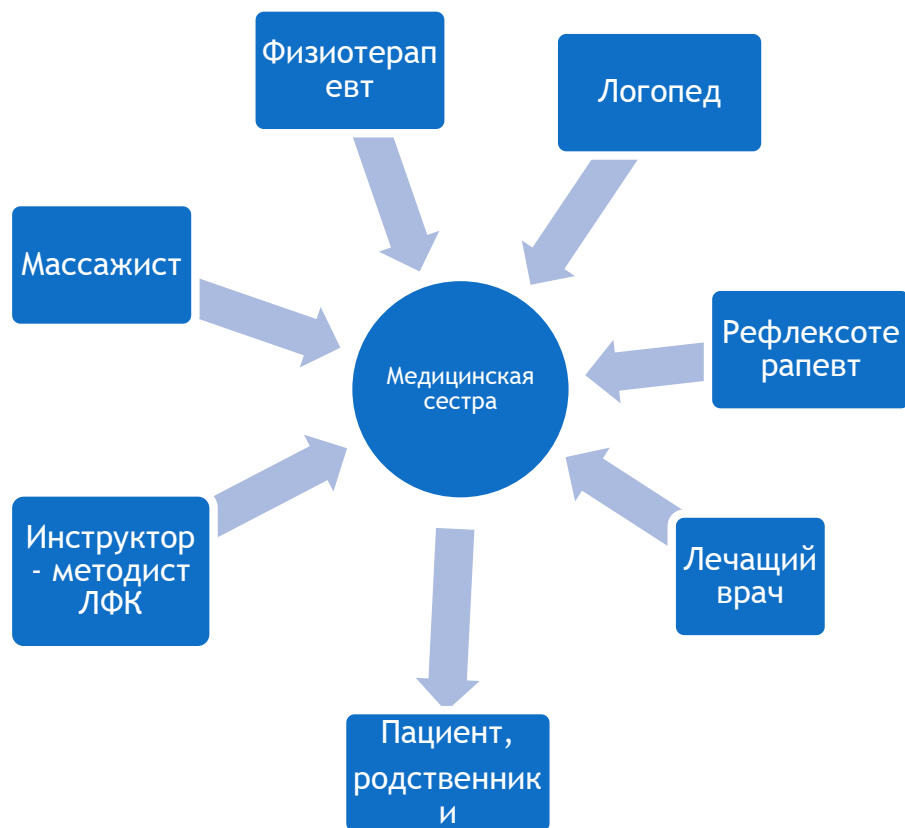 Физиотерап
евт
Логопед
Массажист
Рефлексоте
рапевт
Медицинская
сестра
Инструктор
- методист
ЛФК
Лечащий
врач
Пациент,
родственник
и